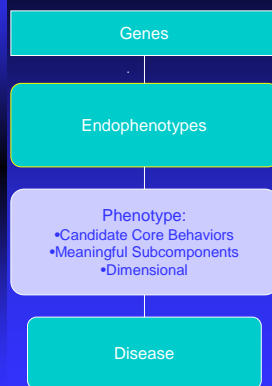 Genes
Endophenotypes
Phenotype:
•Candidate Core Behaviors
•Meaningful Subcomponents
•Dimensional
Disease